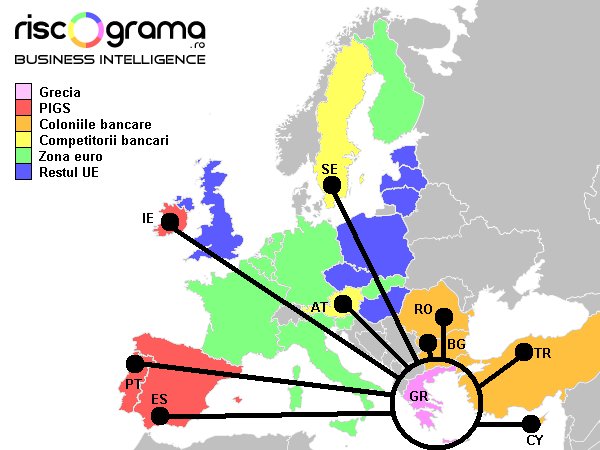 riscograma
.ro
BUSINESS INTELLIGENCE
Grecia
PIGS
Coloniile bancare
Competitorii bancari
Zona euro
Restul UE
SE
IE
AT
RO
BG
TR
PT
ES
GR
CY